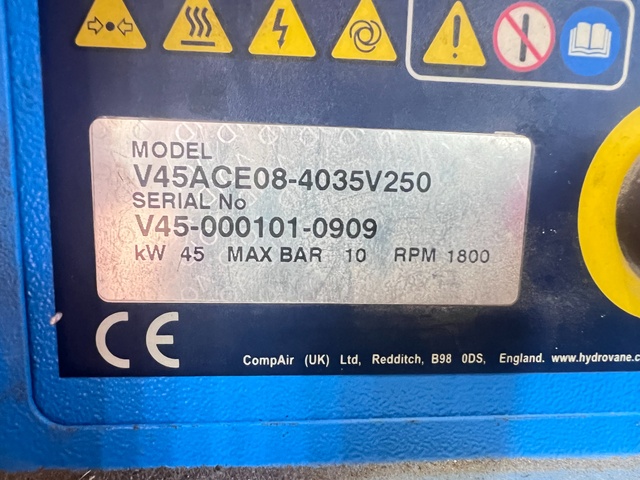 MODEL
V45ACE08-4035V250
SERIAL No
V45-000101-0909
kW 45 MAX BAR 10 RPM 1800
CE
CompAir (UK) Ltd, Redditch, B98 0DS, England. www.hydrovane.c